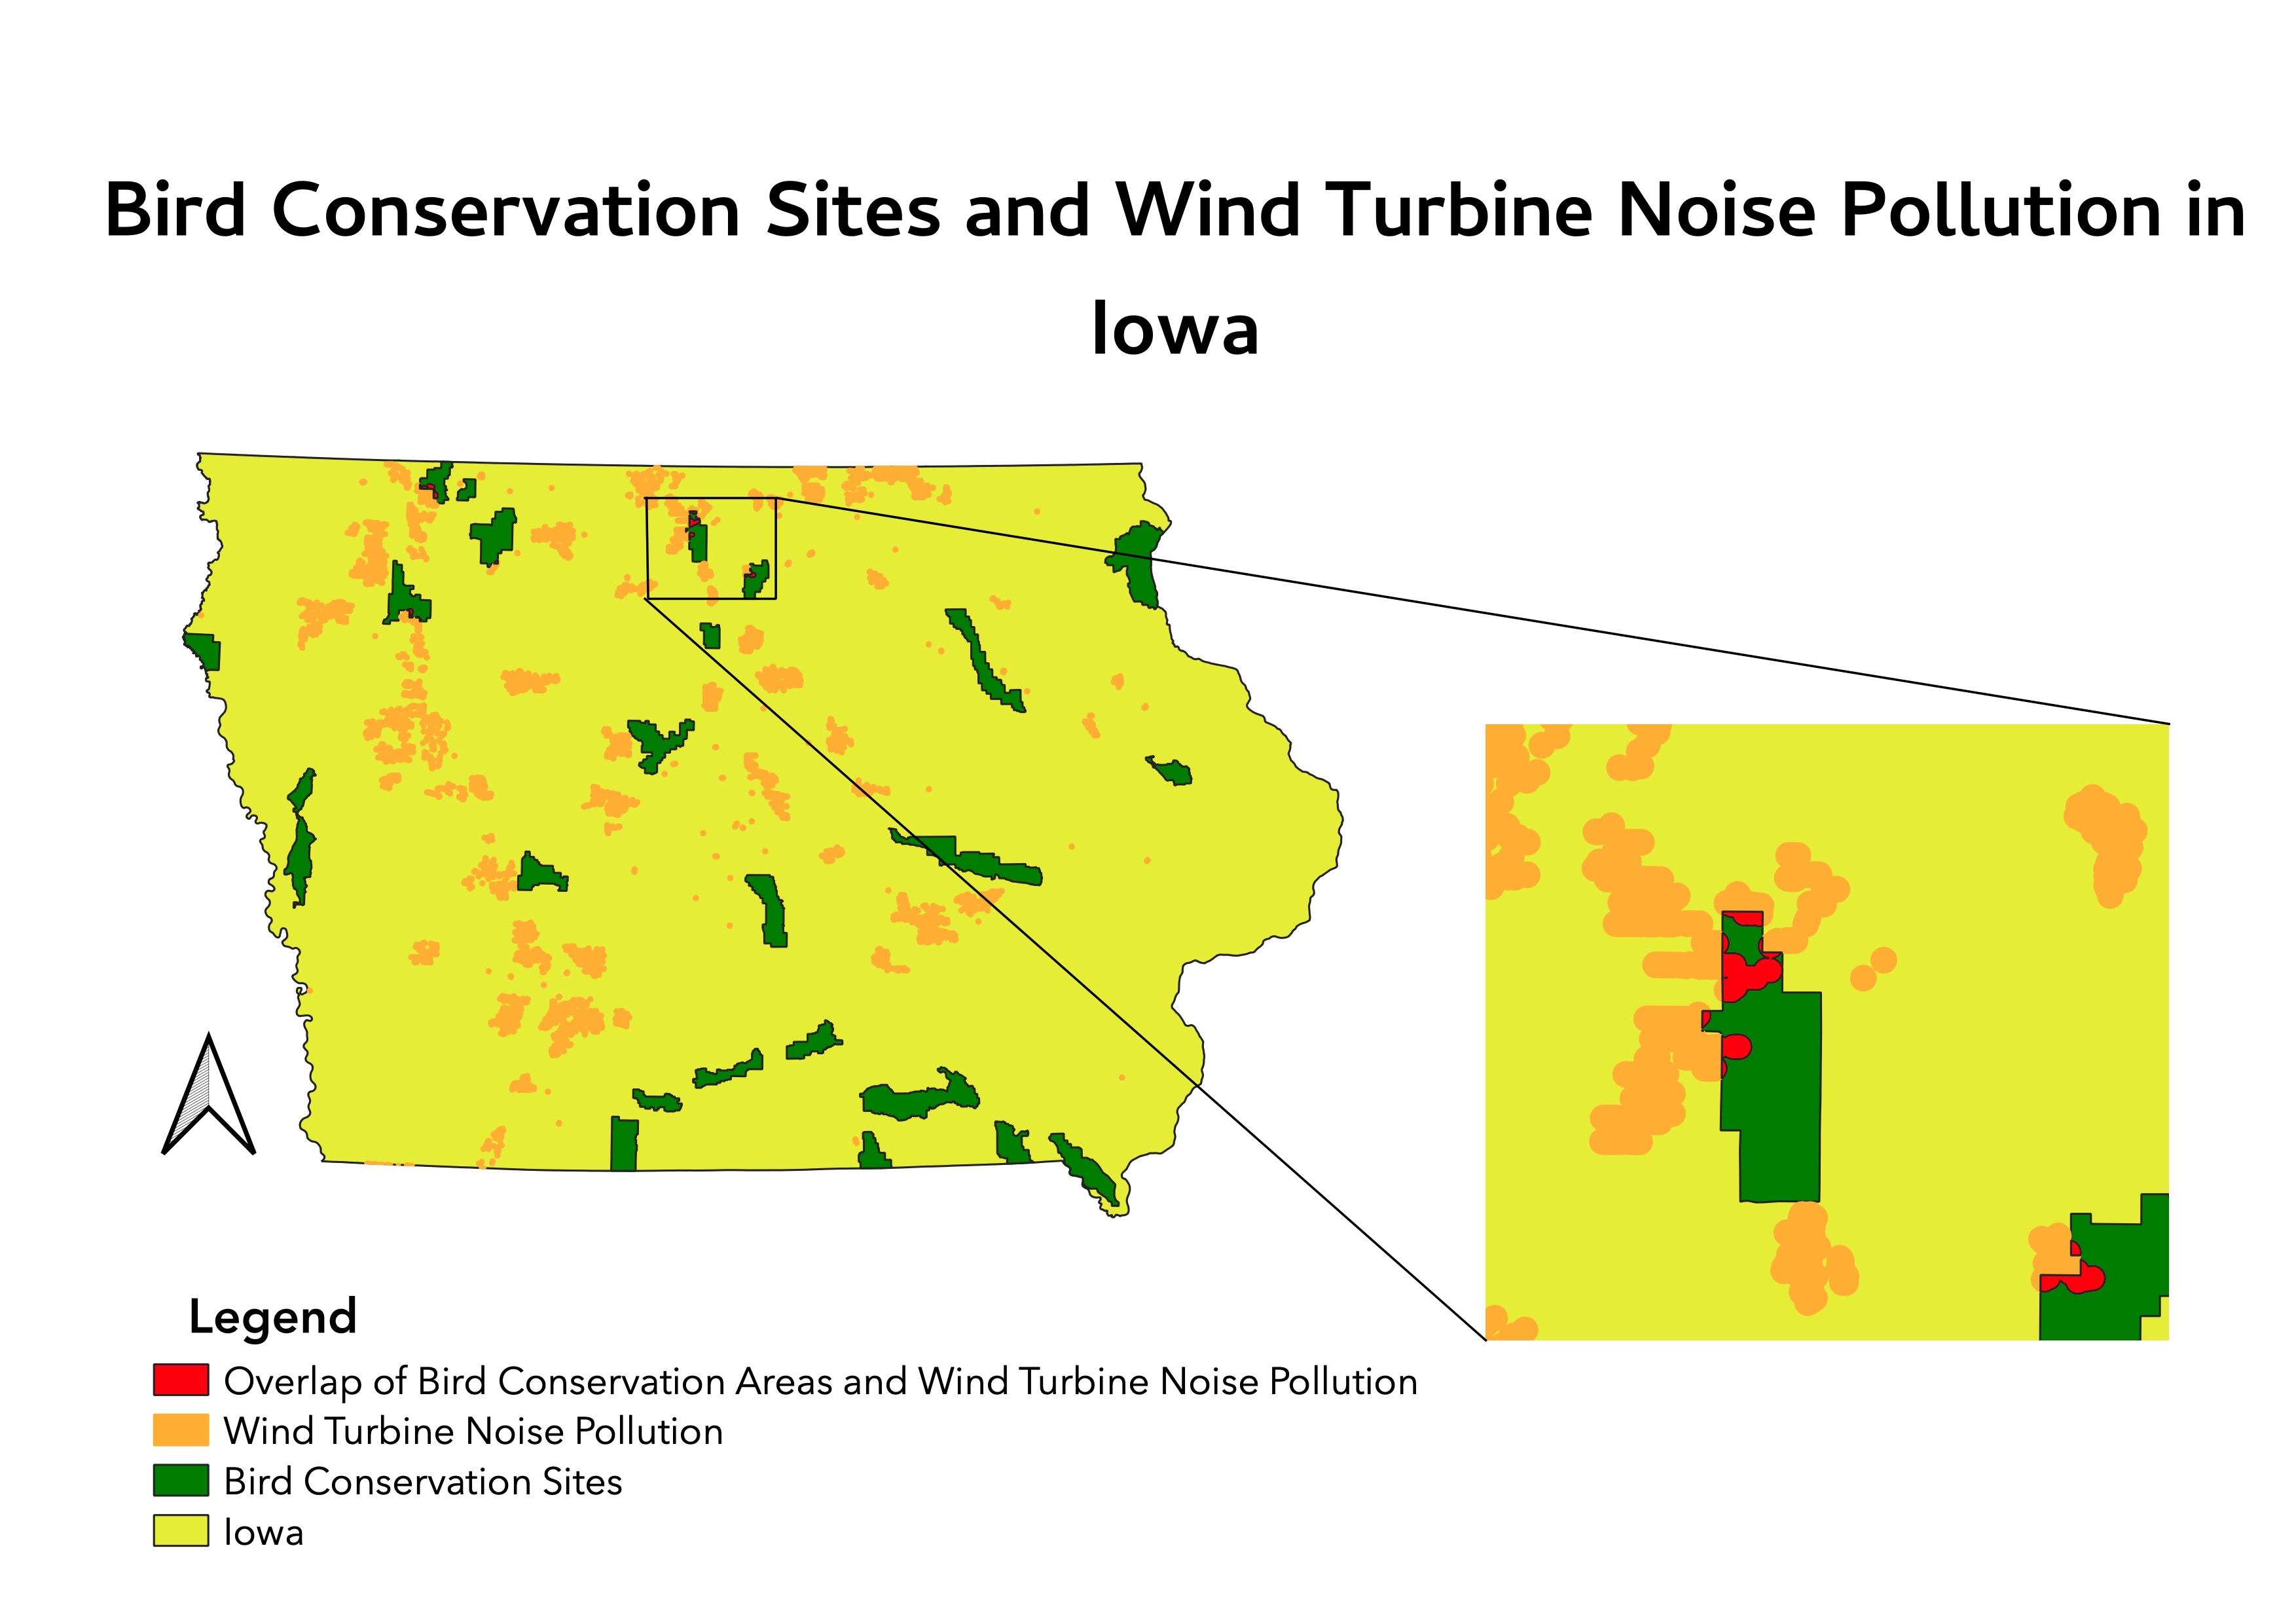 Bird Conservation Sites and Wind Turbine Noise Pollution in
Iowa
Legend
Overlap of Bird Conservation Areas and Wind Turbine Noise Pollution
Wind Turbine Noise Pollution
Bird Conservation Sites
Iowa